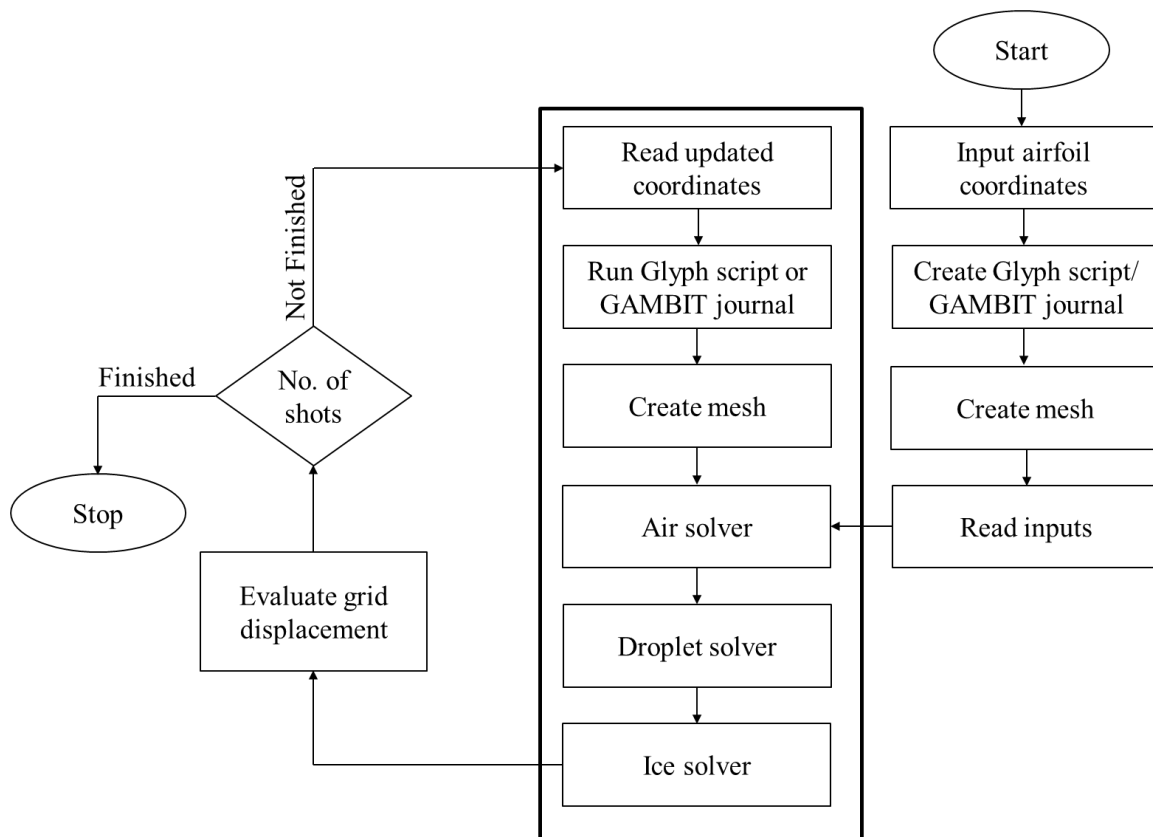 Start
Input airfoil
coordinates
Create Glyph script/
GAMBIT journal
Create mesh
Read inputs
Read updated
coordinates
Run Glyph script or
GAMBIT journal
Create mesh
Air solver
Droplet solver
Ice solver
Evaluate grid
displacement
No. of
shots
Not Finished
Finished
Stop